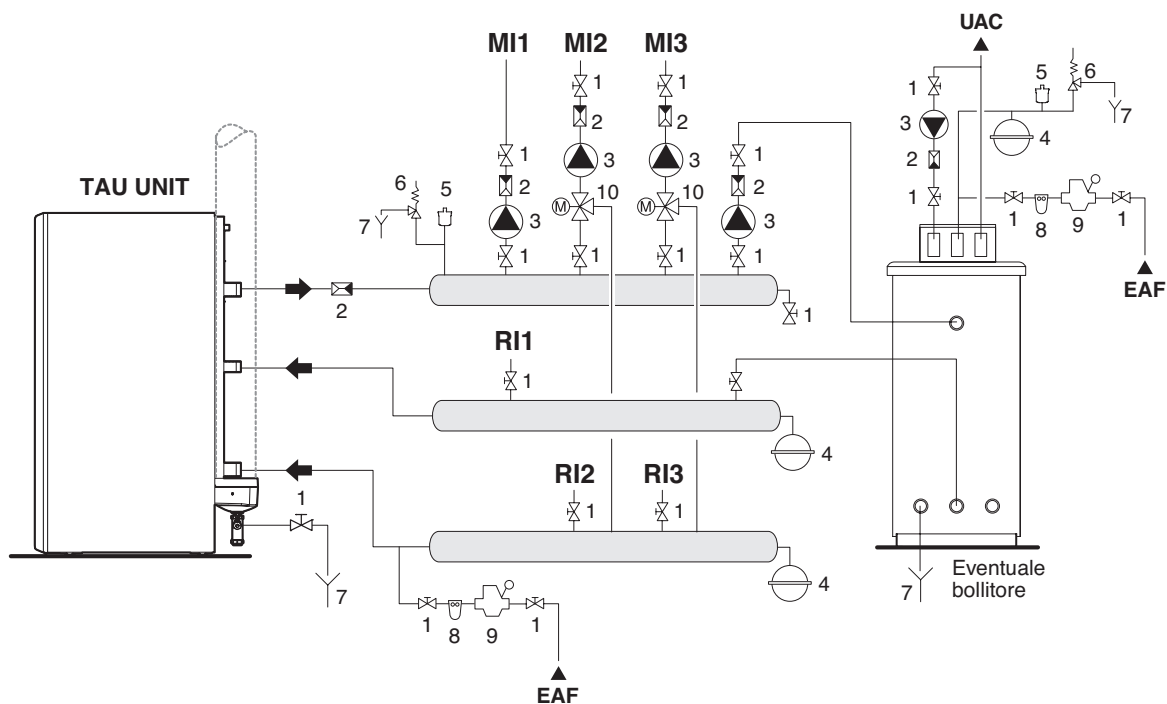 MI1 MI2 MI3 UAC
1 1 1 5 6
2 2 3 4 7
1 3 3 1 2
TAU UNIT
6 5 2 10 10 2 1
7 3 M M 3 1 8 9 1
1 1 1 1
EAF
2 1
RI1
1
4
RI2 RI3
1 1 1
4
7 7 Eventuale
bollitore
1 8 9 1
EAF